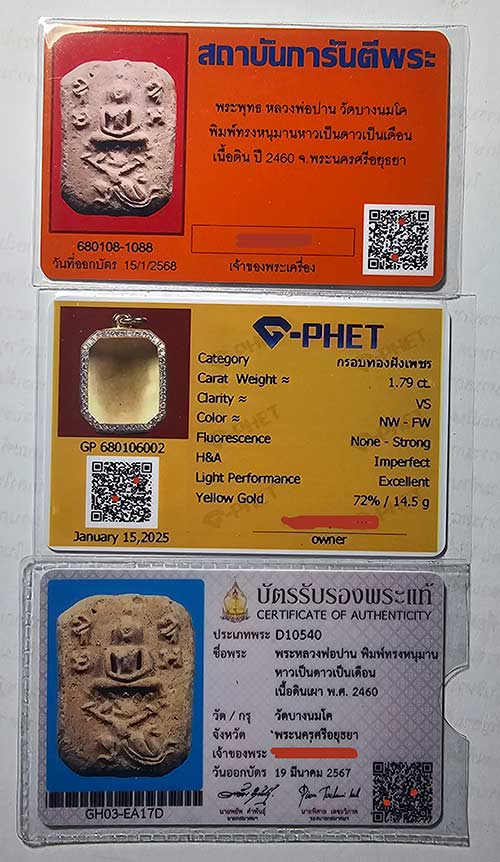 สถาบันการันตีพระ
พระพุทธ หลวงพ่อปาน วัดบางนมโค
พิมพ์ทรงหนุมานหาวเป็นดาวเป็นเดือน
เนื้อดิน ปี 2460 จ.พระนครศรีอยุธยา
680108-1088
วันที่ออกบัตร 15/1/2568
เจ้าของพระเครื่อง
G-PHET
Category กรอบทองฝังเพชร
Carat Weight ≈ 1.79 ct.
Clarity ≈ VS
Color ≈ NW - FW
Fluorescence None - Strong
H&A Imperfect
Light Performance Excellent
Yellow Gold 72% / 14.5 g
GP 680106002
January 15,2025
owner
บัตรรับรองพระแท้
CERTIFICATE OF AUTHENTICITY
ประเภทพระ D10540
ชื่อพระ พระหลวงพ่อปาน พิมพ์ทรงหนุมาน
หาวเป็นดาวเป็นเดือน
เนื้อดินเผา พ.ศ. 2460
วัด / กรุ วัดบางนมโค
จังหวัด พระนครศรีอยุธยา
เจ้าของพระ
วันออกบัตร 19 มีนาคม 2567
GH03-EA17D